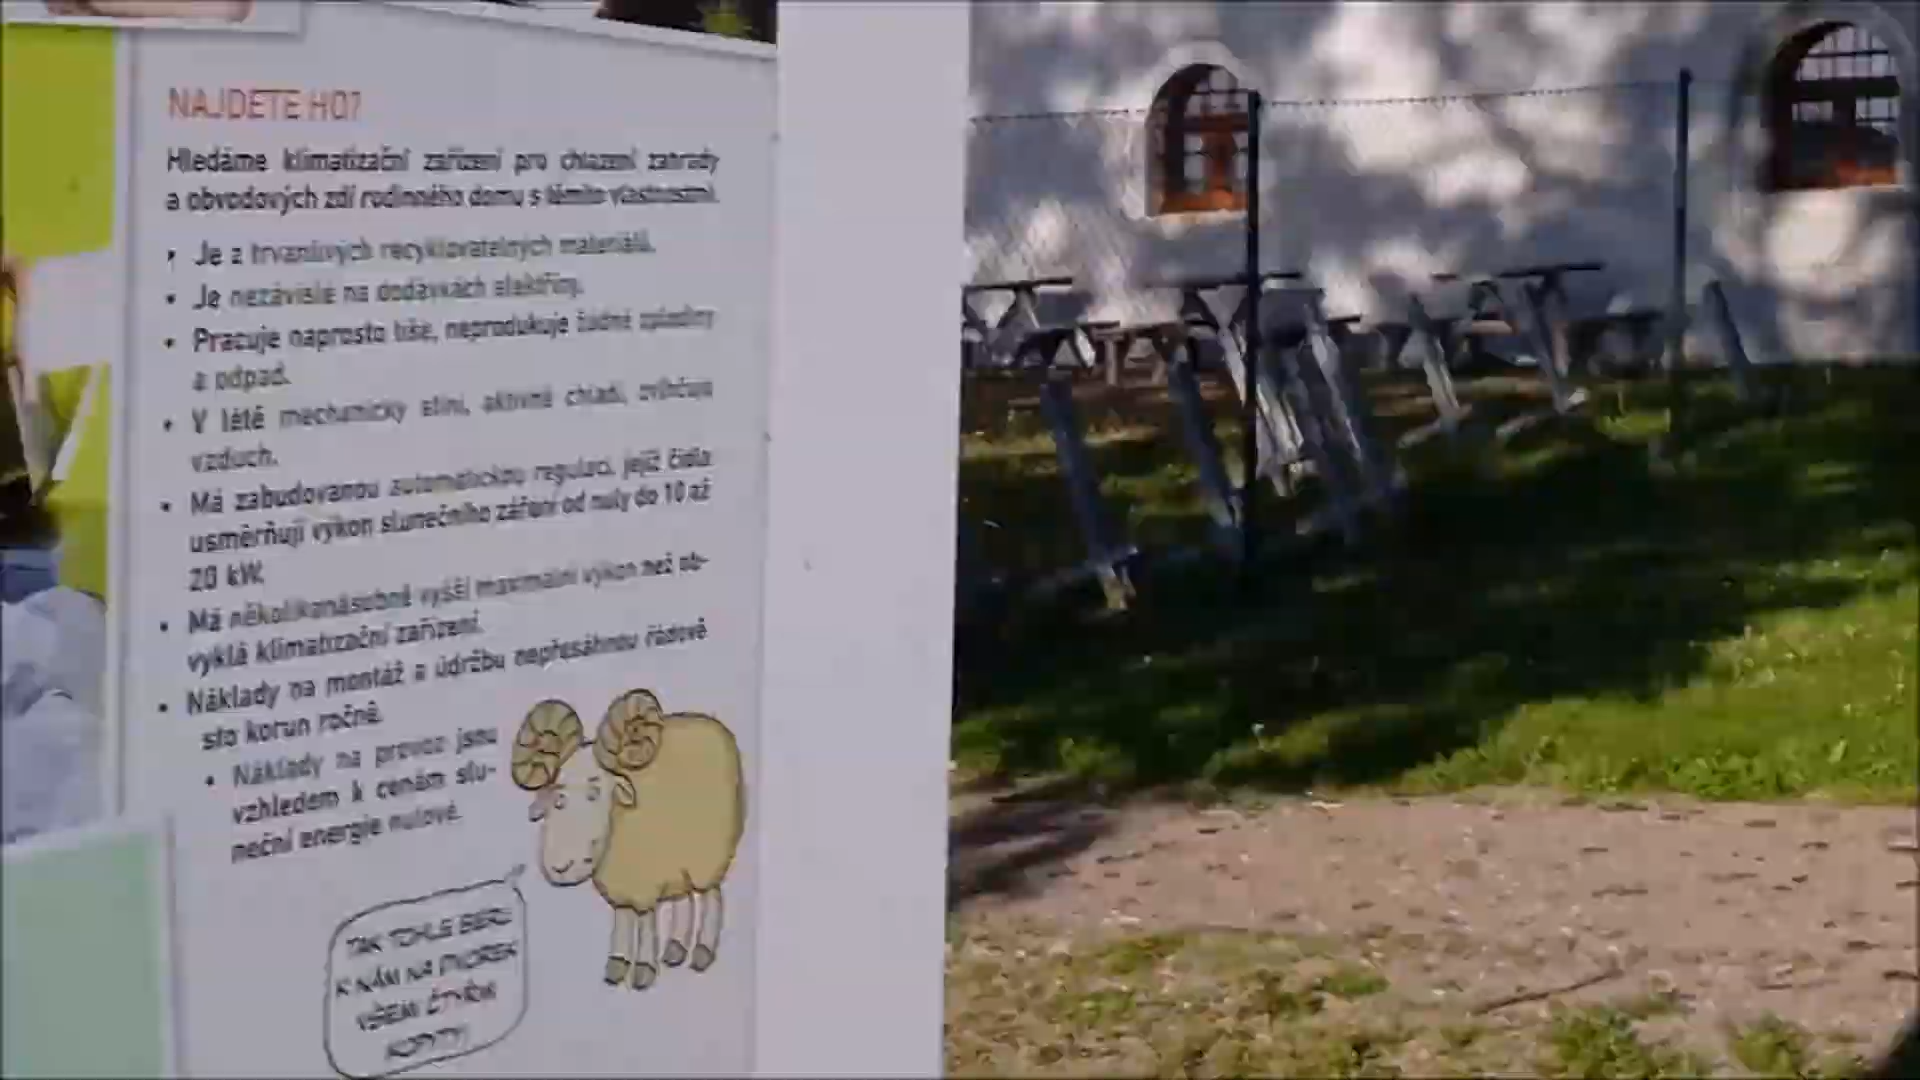 NAJDETE HO?
Hledáme klimatizační zařízení pro chlazení zahrady
a obvodových zdí rodinného domu s těmito vlastnostmi.
• Je z trvanlivých recyklovatelných materiálů.
• Je nezávislé na dodávkách elektřiny.
• Pracuje naprosto tiše, neprodukuje žádné zplodiny
a odpad.
• V létě mechanicky stíní, aktivně chladí, zvlhčuje
vzduch.
• Má zabudovanou automatickou regulaci, jejíž čidla
usměrňují výkon slunečního záření od nuly do 10 až
20 kW.
• Má několikanásobně vyšší maximální výkon než ob-
vyklá klimatizační zařízení.
• Náklady na montáž a údržbu nepřesáhnou řádově
sto korun ročně.
• Náklady na provoz jsou
vzhledem k cenám slu-
neční energie nulové.
TAK TOHLE BERU
K NÁM NA DVOREK
VŠEMI ČTYŘMI
KOPYTY!